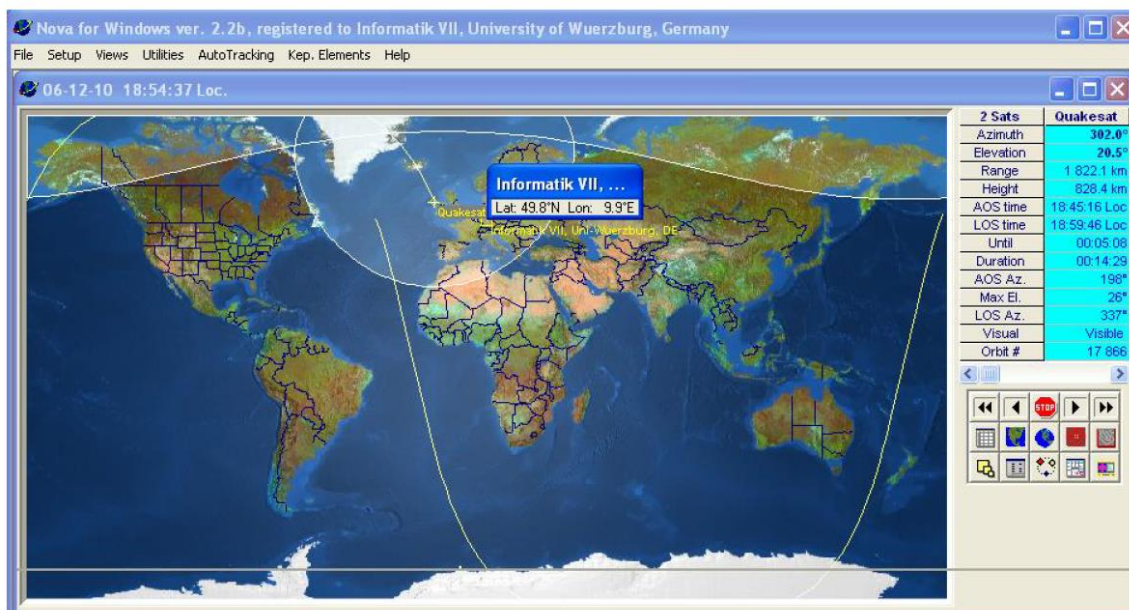 Nova for Windows ver. 2.2b, registered to Informatik VII, University of Wuerzburg, Germany
File Setup Views Utilities AutoTracking Kep. Elements Help
06-12-10 18:54:37 Loc.
Informatik VII, ...
Lat: 49.8°N Lon: 9.9°E
Quakesat
Informatik VII, Uni-Wuerzburg, DE
2 Sats Quakesat
Azimuth 302.0°
Elevation 20.5°
Range 1 822.1 km
Height 828.4 km
AOS time 18:45:16 Loc
LOS time 18:59:46 Loc
Until 00:05:08
Duration 00:14:29
AOS Az. 198°
Max El. 26°
LOS Az. 337°
Visual Visible
Orbit # 17 866
STOP